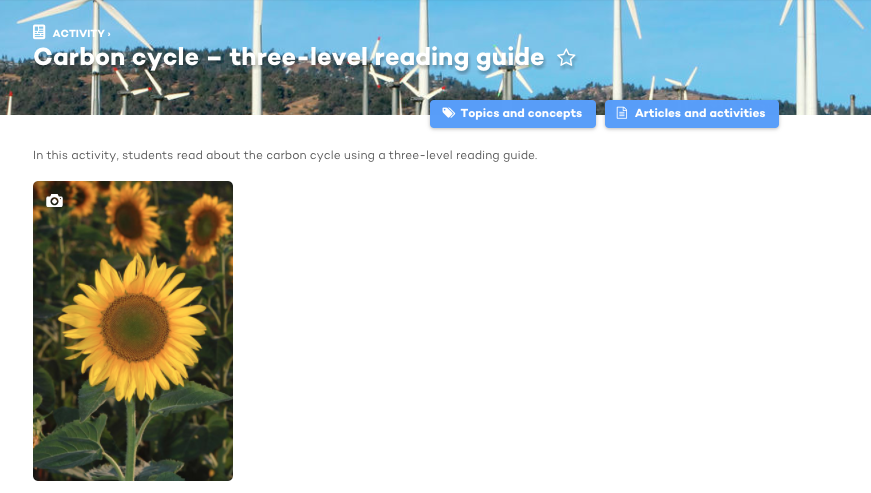 ACTIVITY
Carbon cycle – three-level reading guide
Topics and concepts
Articles and activities
In this activity, students read about the carbon cycle using a three-level reading guide.